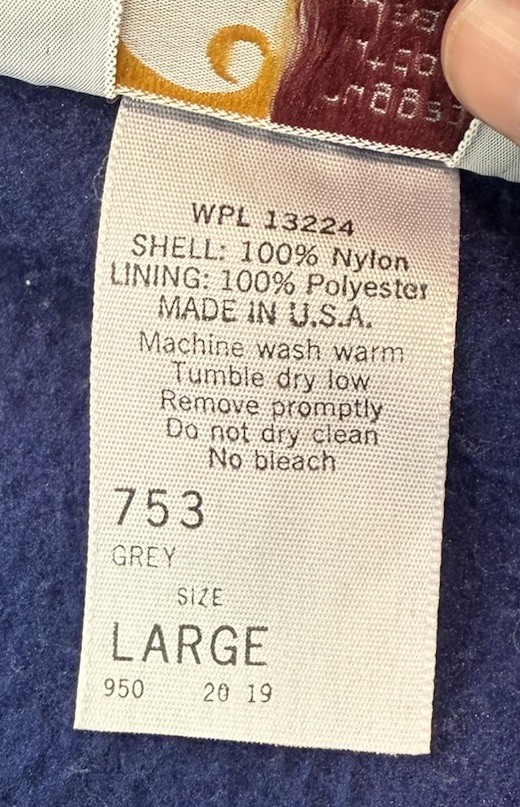 WPL 13224
SHELL: 100% Nylon
LINING: 100% Polyester
MADE IN U.S.A.
Machine wash warm
Tumble dry low
Remove promptly
Do not dry clean
No bleach
753
GREY
SIZE
LARGE
950 20 19